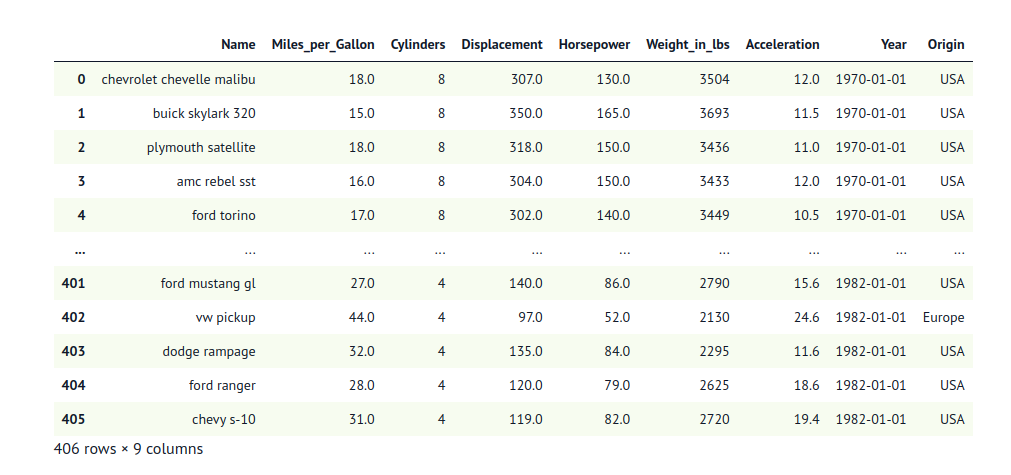 Name Miles_per_Gallon Cylinders Displacement Horsepower Weight_in_lbs Acceleration Year Origin
0 chevrolet chevelle malibu 18.0 8 307.0 130.0 3504 12.0 1970-01-01 USA
1 buick skylark 320 15.0 8 350.0 165.0 3693 11.5 1970-01-01 USA
2 plymouth satellite 18.0 8 318.0 150.0 3436 11.0 1970-01-01 USA
3 amc rebel sst 16.0 8 304.0 150.0 3433 12.0 1970-01-01 USA
4 ford torino 17.0 8 302.0 140.0 3449 10.5 1970-01-01 USA
... ... ... ... ... ... ... ... ... ...
401 ford mustang gl 27.0 4 140.0 86.0 2790 15.6 1982-01-01 USA
402 vw pickup 44.0 4 97.0 52.0 2130 24.6 1982-01-01 Europe
403 dodge rampage 32.0 4 135.0 84.0 2295 11.6 1982-01-01 USA
404 ford ranger 28.0 4 120.0 79.0 2625 18.6 1982-01-01 USA
405 chevy s-10 31.0 4 119.0 82.0 2720 19.4 1982-01-01 USA
406 rows × 9 columns